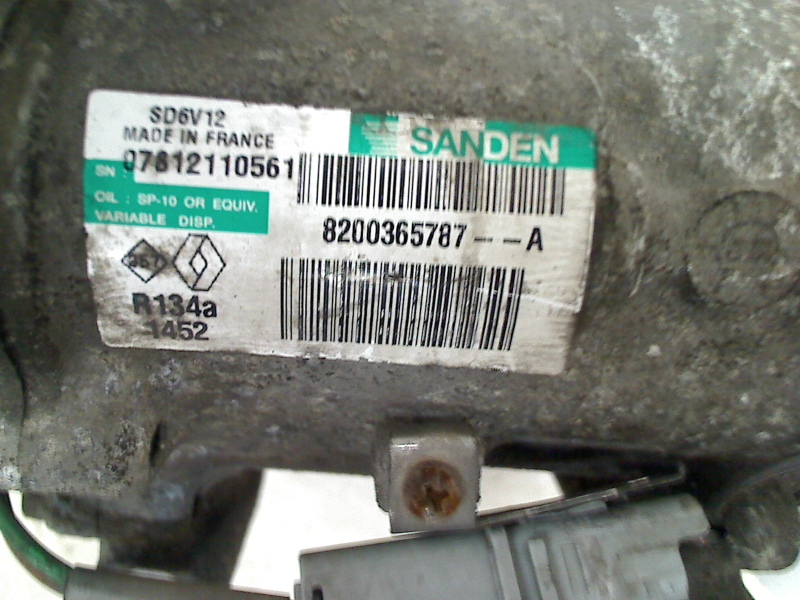 SD6V12
MADE IN FRANCE
SANDEN
SN : 07812110561
OIL : SP-10 OR EQUIV.
VARIABLE DISP.
8200365787 - - A
R134a
1452